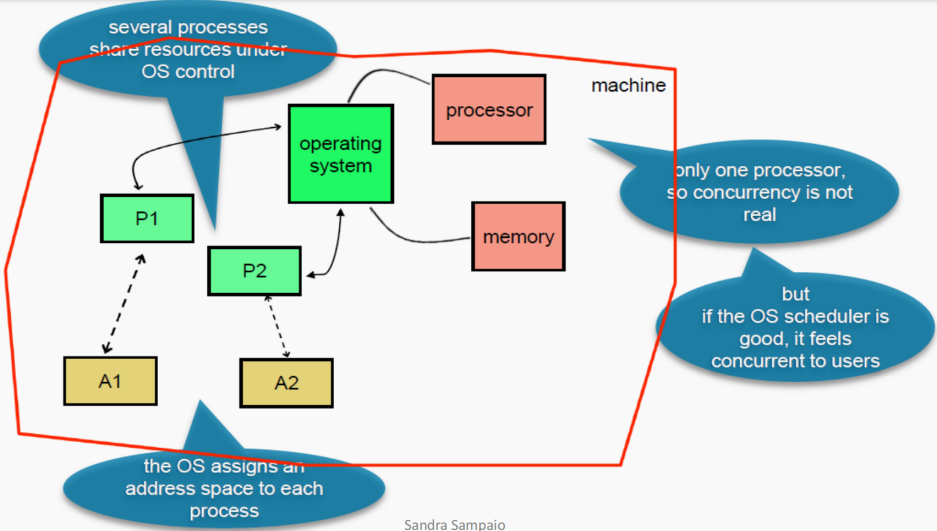 several processes
share resources under
OS control
machine
processor
operating
system
only one processor,
so concurrency is not
real
P1
memory
P2
but
if the OS scheduler is
good, it feels
concurrent to users
A1
A2
the OS assigns an
address space to each
process
Sandra Sampaio